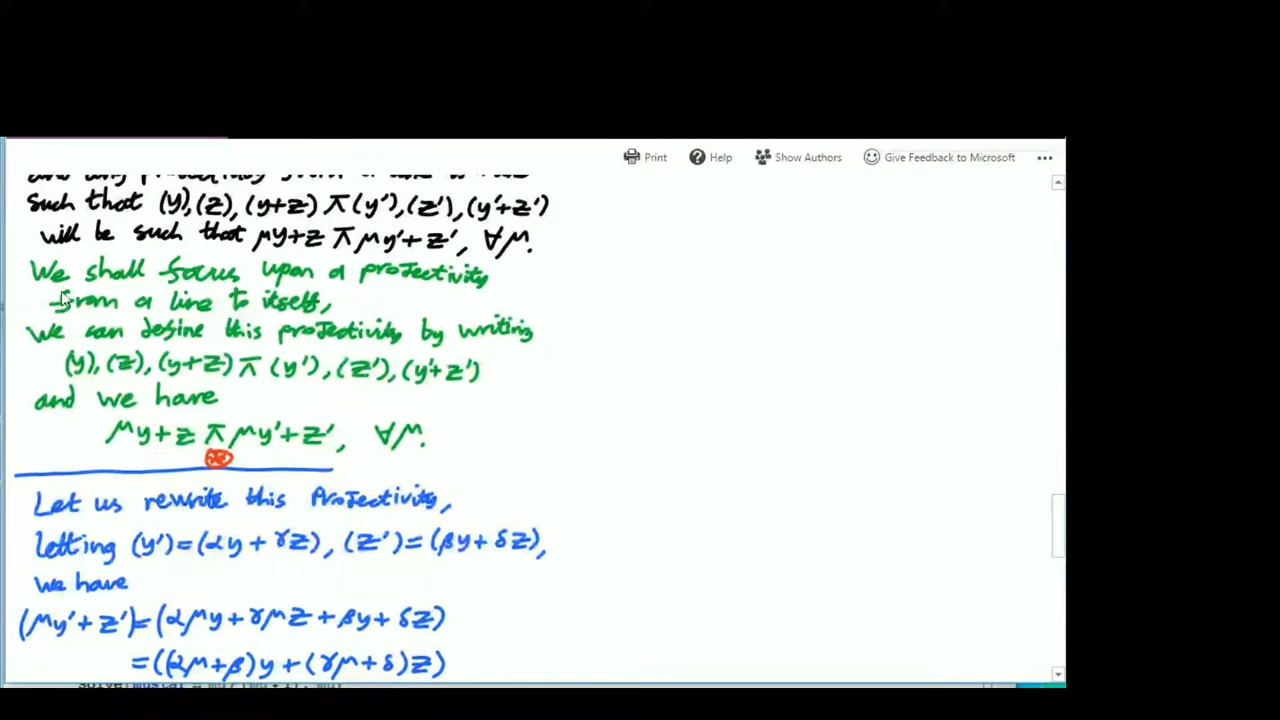 Print Help Show Authors Give Feedback to Microsoft
such that (y), (z), (y+z) ⊼ (y'), (z'), (y'+z')
will be such that μy+z ⊼ μy'+z', ∀μ.
We shall focus upon a projectivity
from a line to itself,
We can define this projectivity by writing
(y), (z), (y+z) ⊼ (y'), (z'), (y'+z')
and we have
μy+z ⊼ μy'+z', ∀μ.
Let us rewrite this Projectivity,
letting (y')=(αy+γz), (z')=(βy+δz),
we have
(μy'+z')=(αμy+γμz+βy+δz)
=((αμ+β)y+(γμ+δ)z)